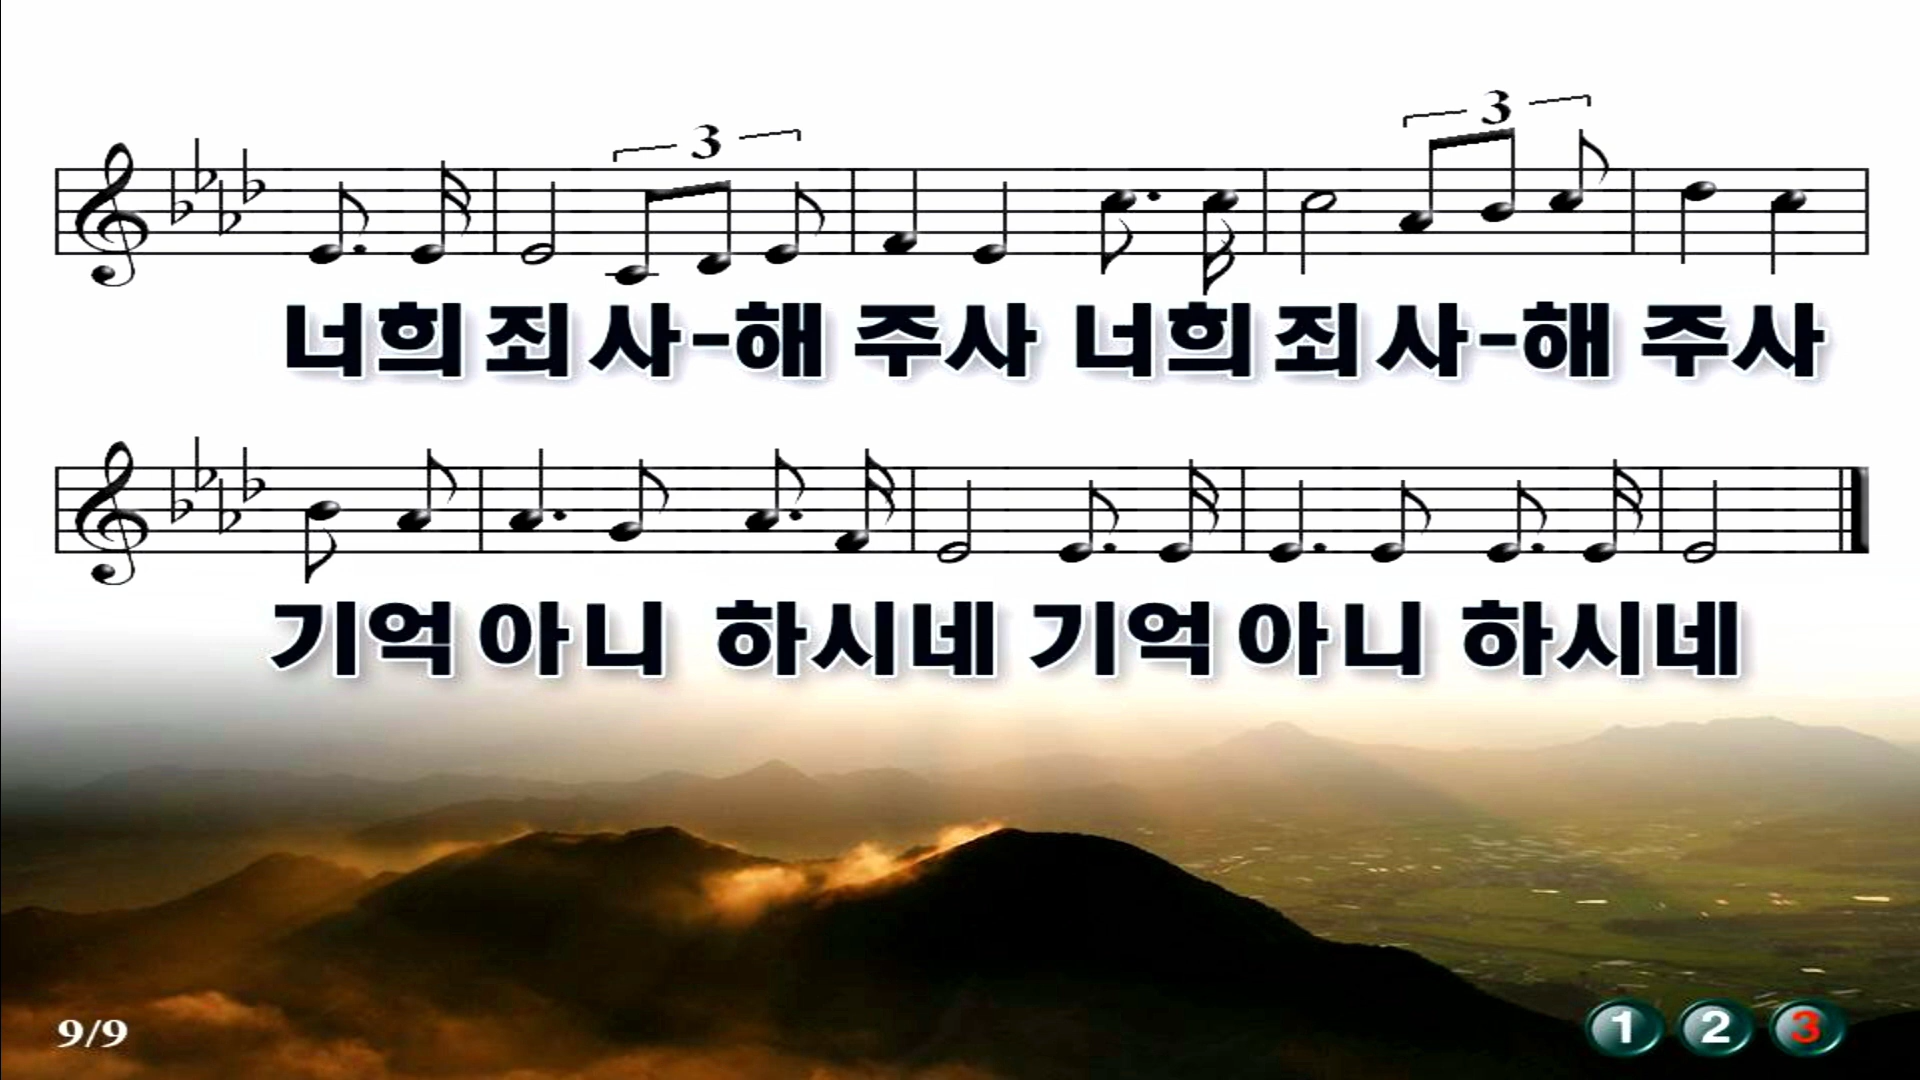 3 3
너희 죄 사-해 주사 너희 죄 사-해 주사
기억 아니 하시네 기억 아니 하시네
9/9
1 2 3